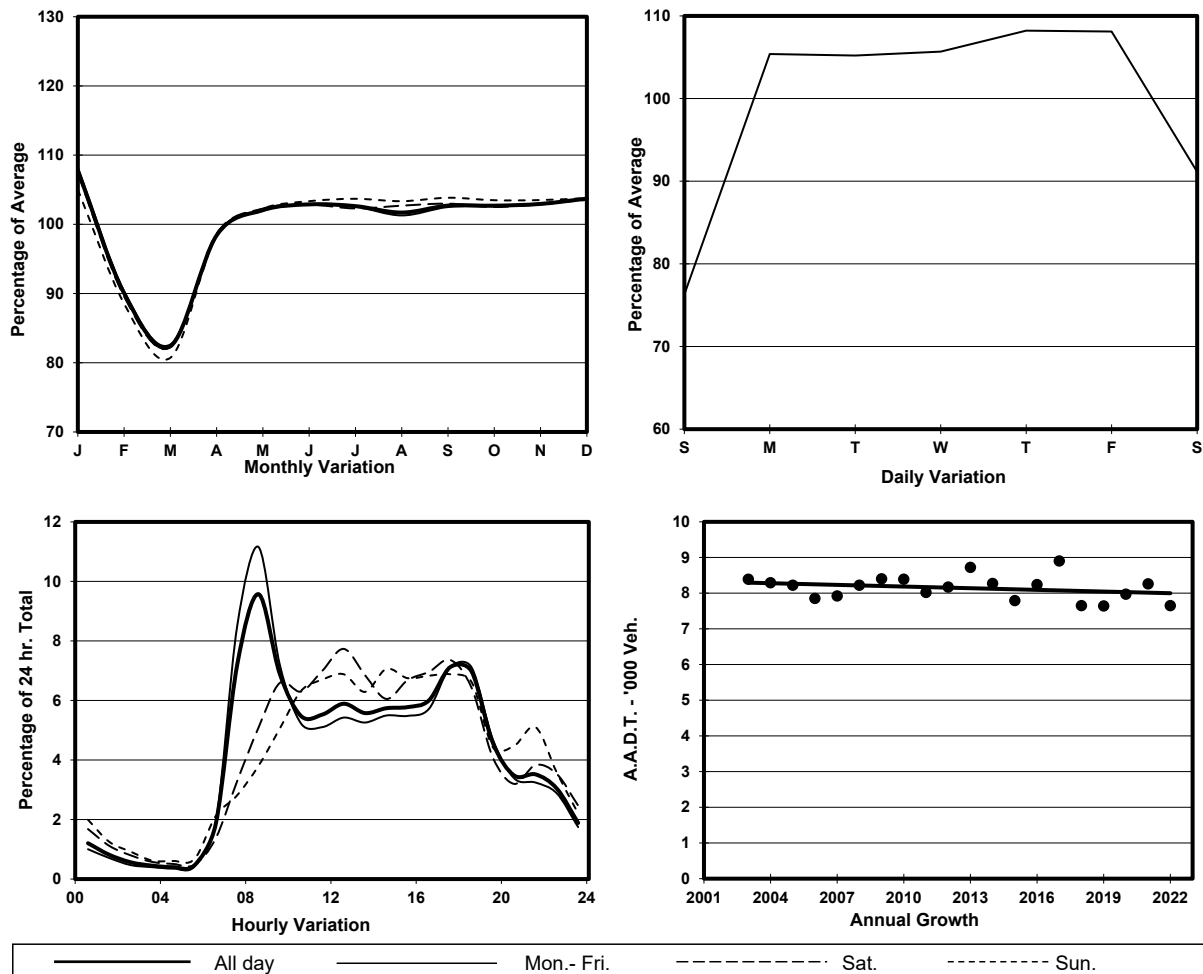 130
120
110
100
90
80
70
Percentage of Average
J F M A M J J A S O N D
Monthly Variation
110
100
90
80
70
60
Percentage of Average
S M T W T F S
Daily Variation
12
10
8
6
4
2
0
Percentage of 24 hr. Total
00 04 08 12 16 20 24
Hourly Variation
10
9
8
7
6
5
4
3
2
1
0
A.A.D.T. - '000 Veh.
2001 2004 2007 2010 2013 2016 2019 2022
Annual Growth
All day Mon.- Fri. Sat. Sun.